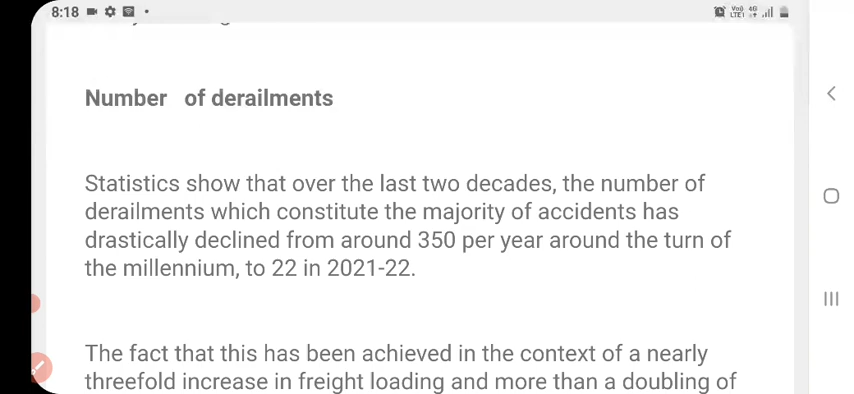 8:18
Voo 4G
LTE1
Number of derailments
Statistics show that over the last two decades, the number of
derailments which constitute the majority of accidents has
drastically declined from around 350 per year around the turn of
the millennium, to 22 in 2021-22.
The fact that this has been achieved in the context of a nearly
threefold increase in freight loading and more than a doubling of